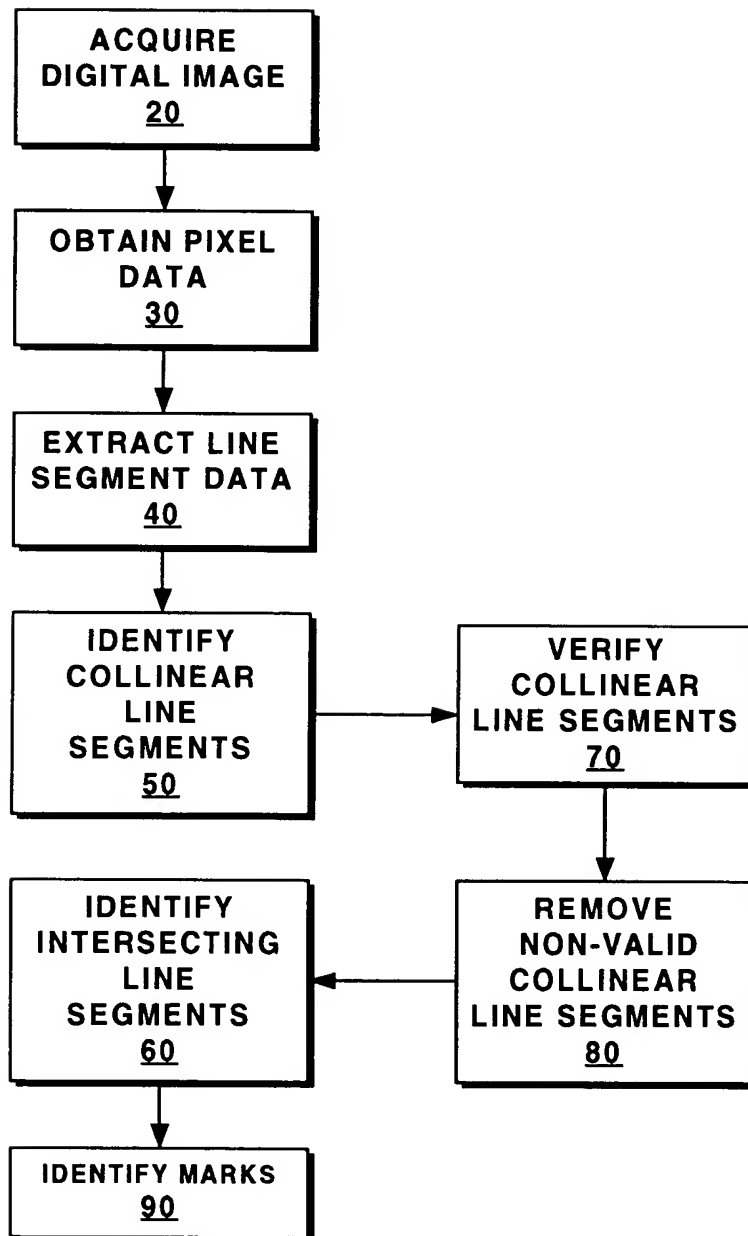 ACQUIRE
DIGITAL IMAGE
20
OBTAIN PIXEL
DATA
30
EXTRACT LINE
SEGMENT DATA
40
IDENTIFY
COLLINEAR
LINE
SEGMENTS
50
VERIFY
COLLINEAR
LINE SEGMENTS
70
REMOVE
NON-VALID
COLLINEAR
LINE SEGMENTS
80
IDENTIFY
INTERSECTING
LINE
SEGMENTS
60
IDENTIFY MARKS
90